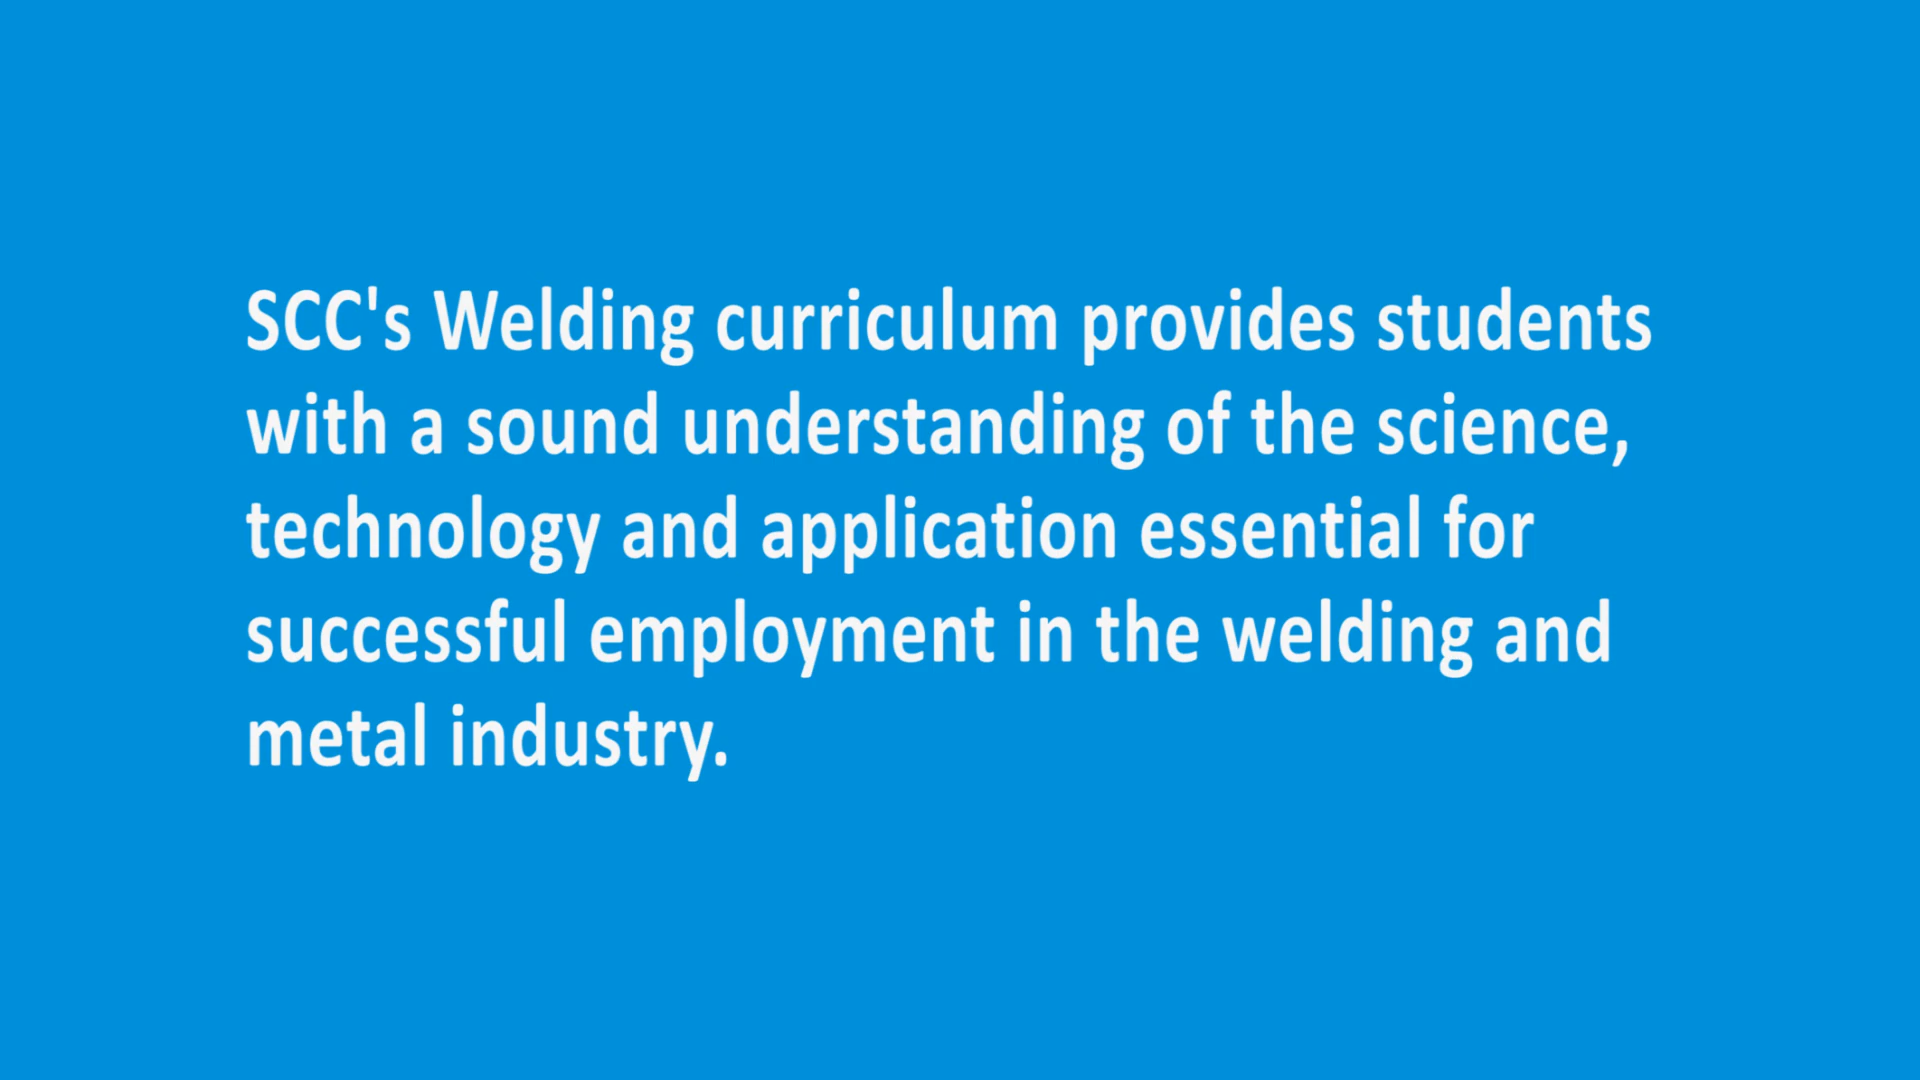 SCC's Welding curriculum provides students
with a sound understanding of the science,
technology and application essential for
successful employment in the welding and
metal industry.